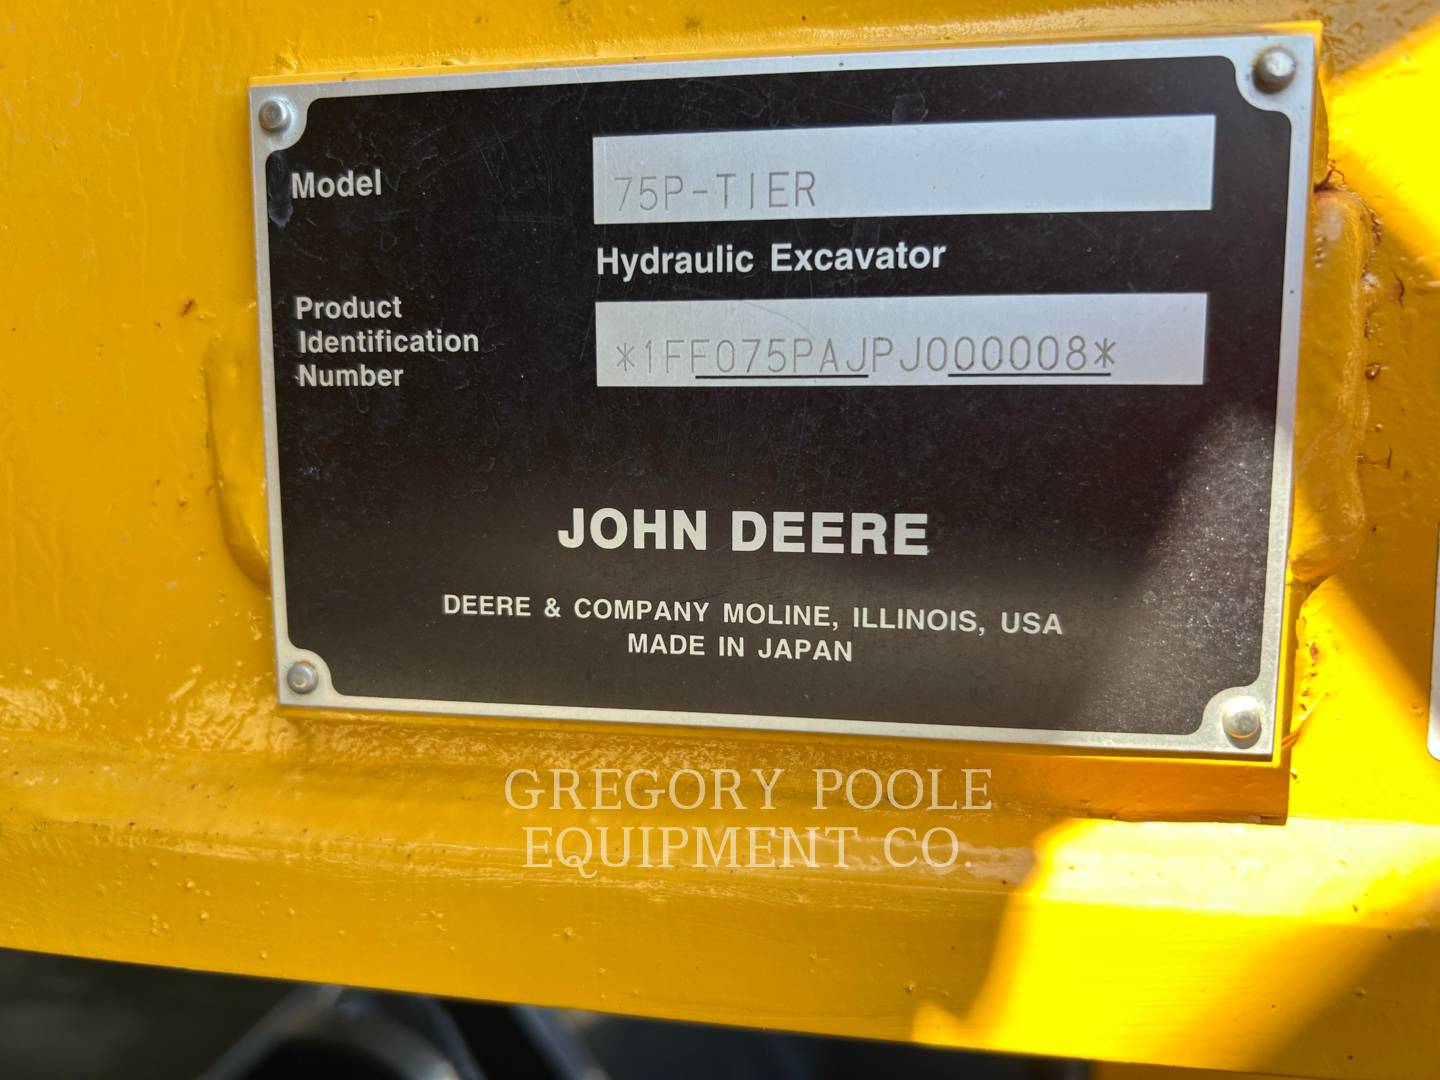 Model
75P-TIER
Hydraulic Excavator
Product
Identification
Number
*1FF075PAJPJ000008*
JOHN DEERE
DEERE & COMPANY MOLINE, ILLINOIS, USA
MADE IN JAPAN
GREGORY POOLE
EQUIPMENT CO.